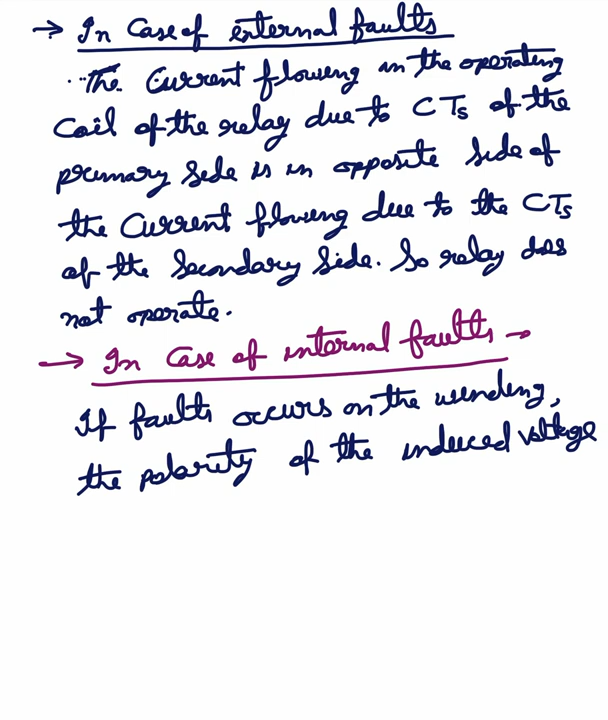 → In Case of external faults
The Current flowing in the operating
Coil of the relay due to CTs of the
primary side is in opposite side of
the Current flowing due to the CTs
of the Secondary Side. So relay does
not operate.
→ In Case of internal faults →
If faults occurs on the winding,
the polarity of the induced voltage